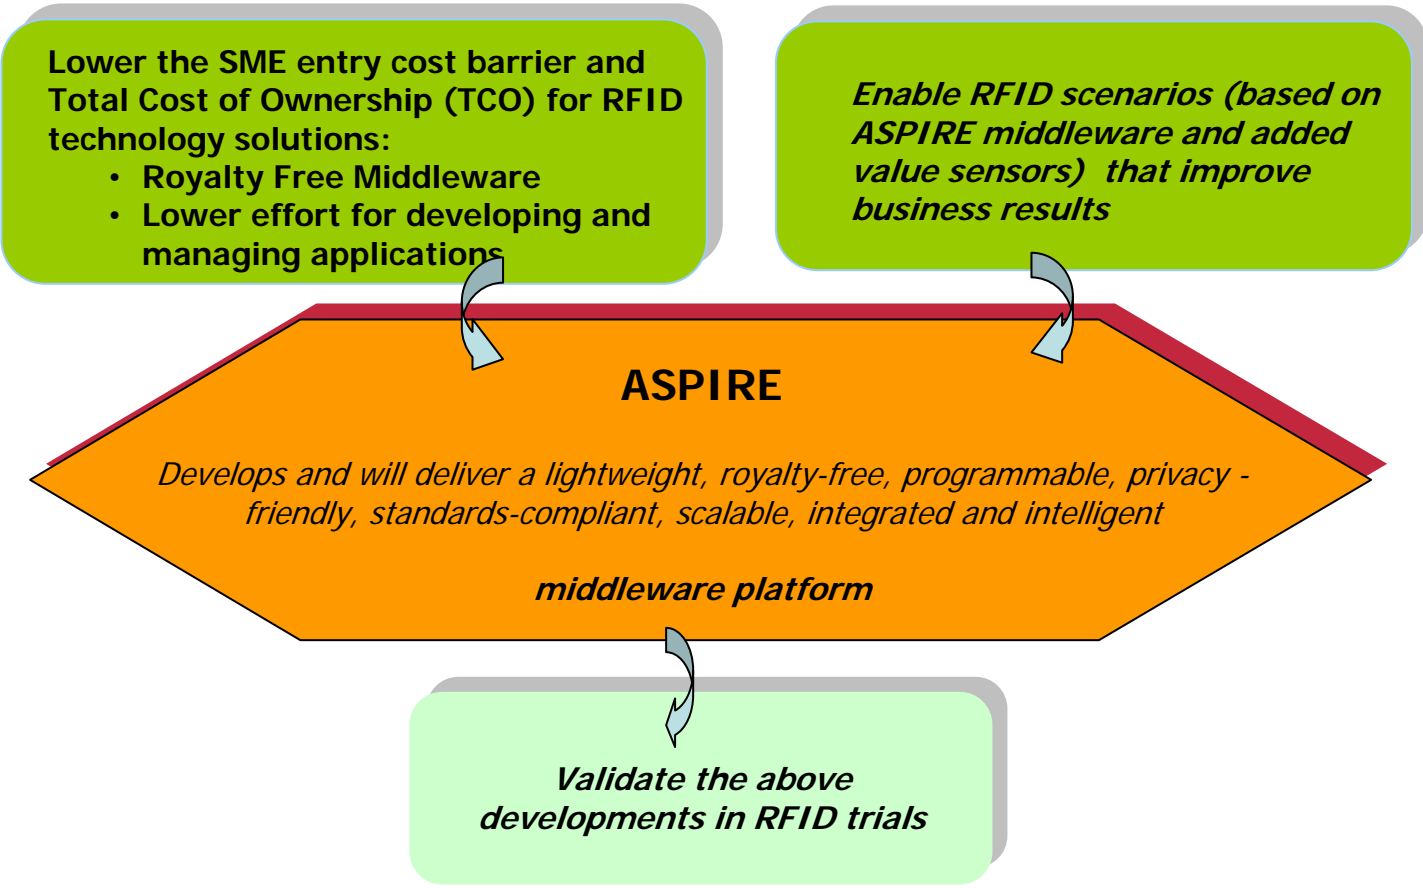 Lower the SME entry cost barrier and
Total Cost of Ownership (TCO) for RFID
technology solutions:
• Royalty Free Middleware
• Lower effort for developing and
managing applications
Enable RFID scenarios (based on
ASPIRE middleware and added
value sensors) that improve
business results
ASPIRE
Develops and will deliver a lightweight, royalty-free, programmable, privacy -
friendly, standards-compliant, scalable, integrated and intelligent
middleware platform
Validate the above
developments in RFID trials